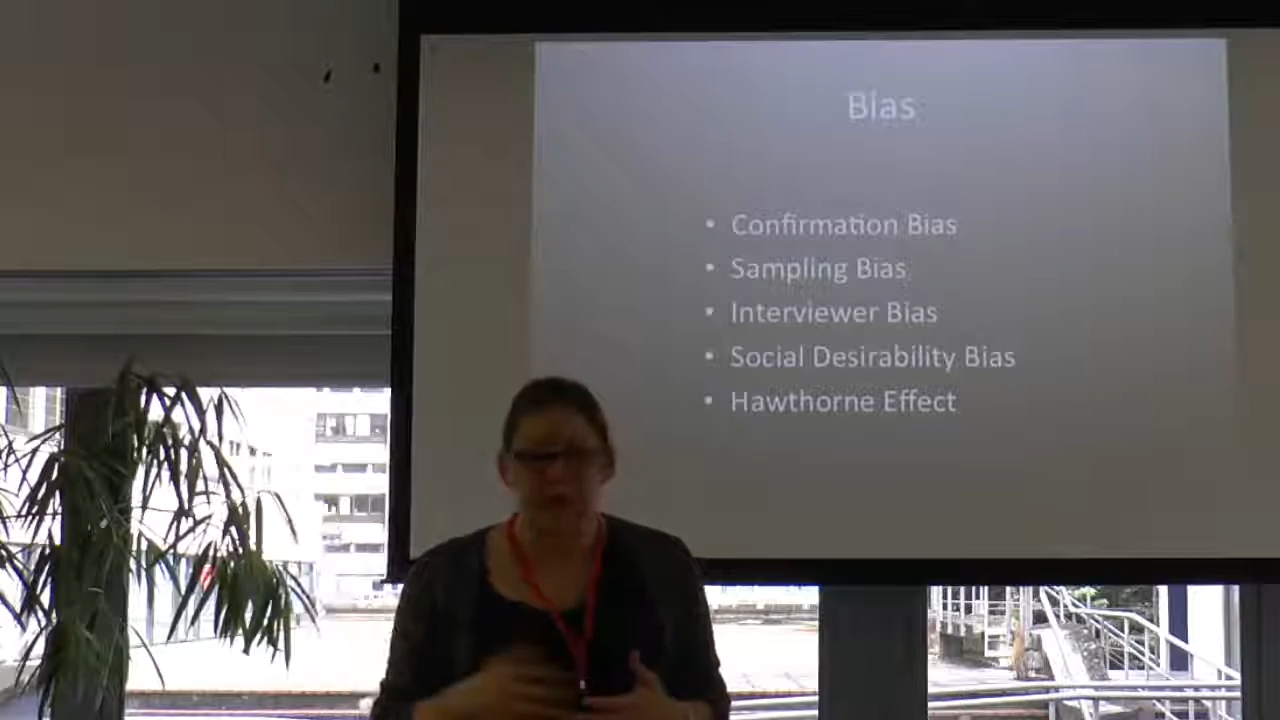 Bias
• Confirmation Bias
• Sampling Bias
• Interviewer Bias
• Social Desirability Bias
• Hawthorne Effect